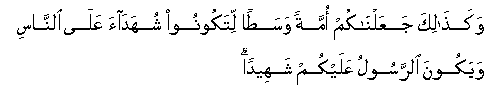 وَكَذَٰلِكَ جَعَلْنَـٰكُمْ أُمَّةً وَسَطًا لِّتَكُونُوا۟ شُهَدَآءَ عَلَى ٱلنَّاسِ
وَيَكُونَ ٱلرَّسُولُ عَلَيْكُمْ شَهِيدًا ۗ